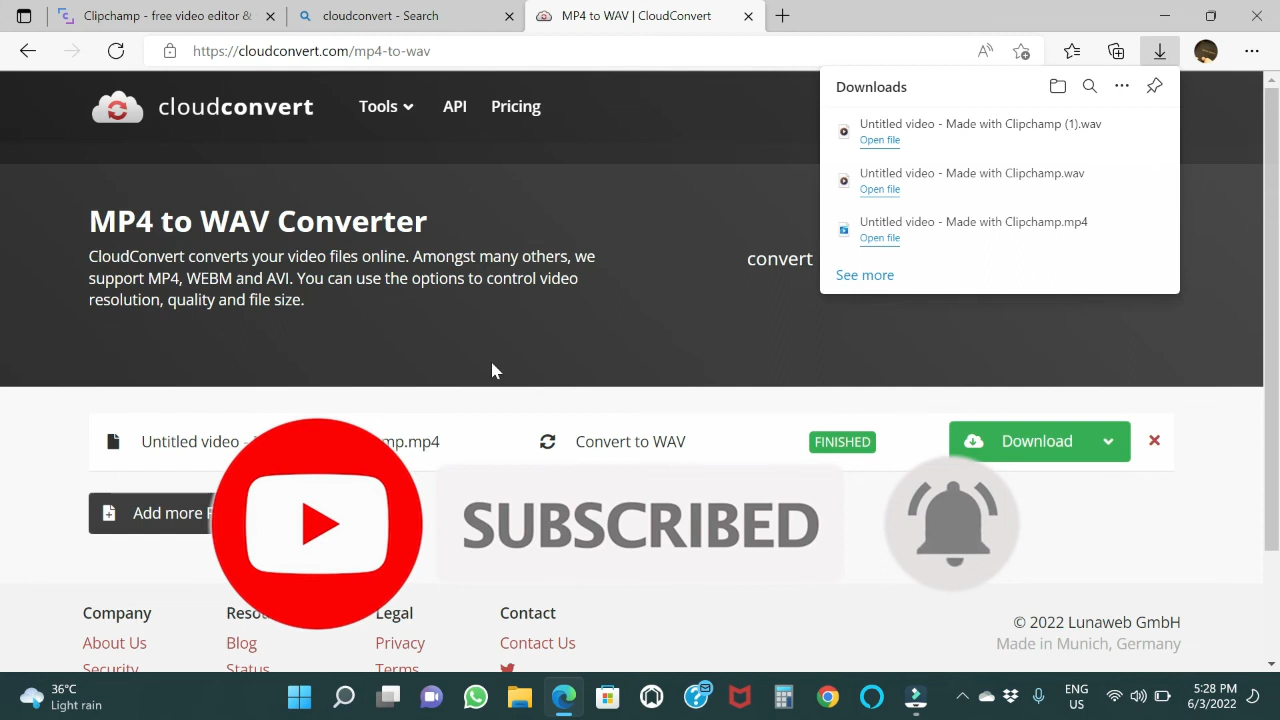 Clipchamp - free video editor &
cloudconvert - Search
MP4 to WAV | CloudConvert
https://cloudconvert.com/mp4-to-wav
cloudconvert
Tools
API
Pricing
Downloads
Untitled video - Made with Clipchamp (1).wav
Open file
Untitled video - Made with Clipchamp.wav
Open file
Untitled video - Made with Clipchamp.mp4
Open file
See more
MP4 to WAV Converter
CloudConvert converts your video files online. Amongst many others, we
support MP4, WEBM and AVI. You can use the options to control video
resolution, quality and file size.
convert
Untitled video - mp.mp4
Convert to WAV
FINISHED
Download
Add more F
SUBSCRIBED
Company
Legal
Contact
© 2022 Lunaweb GmbH
About Us
Blog
Privacy
Contact Us
Made in Munich, Germany
Security
Status
Terms
36°C
Light rain
ENG
US
5:28 PM
6/3/2022